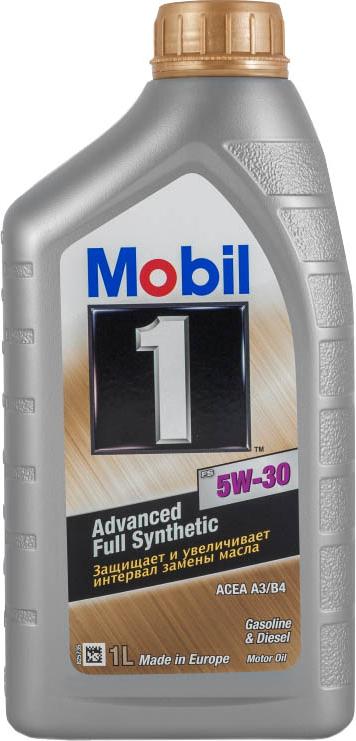 Mobil
1
TM
FS
5W-30
Advanced
Full Synthetic
Защищает и увеличивает
интервал замены масла
ACEA A3/B4
Gasoline
& Diesel
1L Made in Europe Motor Oil